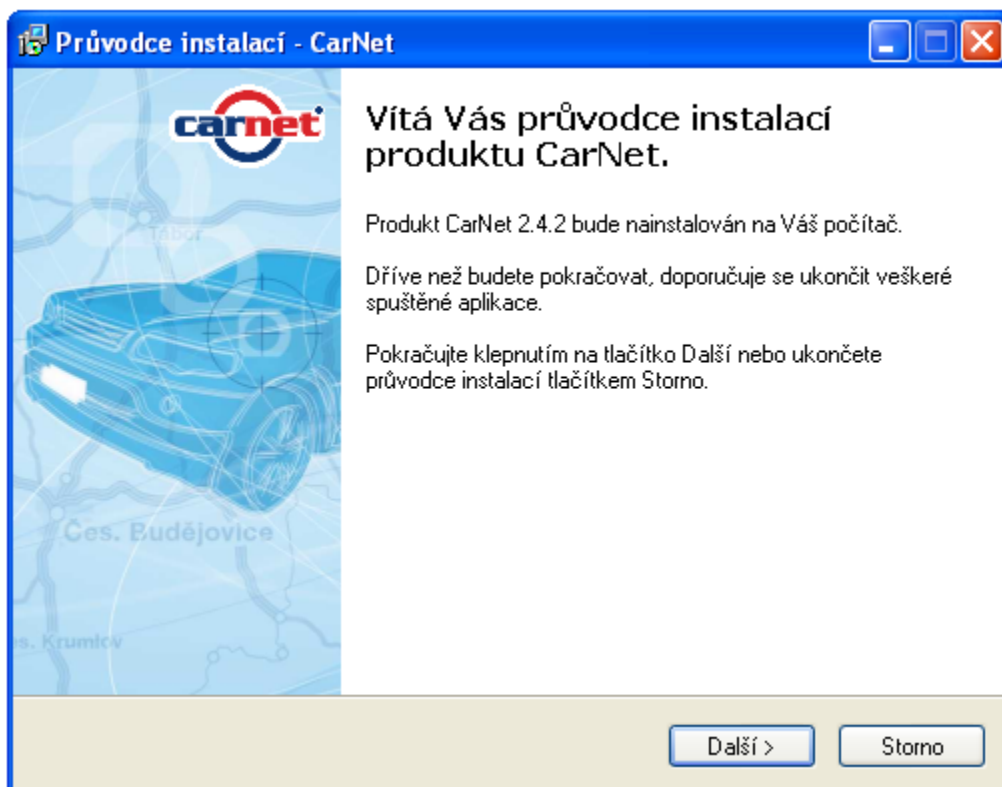 Průvodce instalací - CarNet
carnet
Vítá Vás průvodce instalací
produktu CarNet.
Produkt CarNet 2.4.2 bude nainstalován na Váš počítač.
Dříve než budete pokračovat, doporučuje se ukončit veškeré
spuštěné aplikace.
Pokračujte klepnutím na tlačítko Další nebo ukončete
průvodce instalací tlačítkem Storno.
Tábor
Čes. Budějovice
es. Krumlov
Další >
Storno